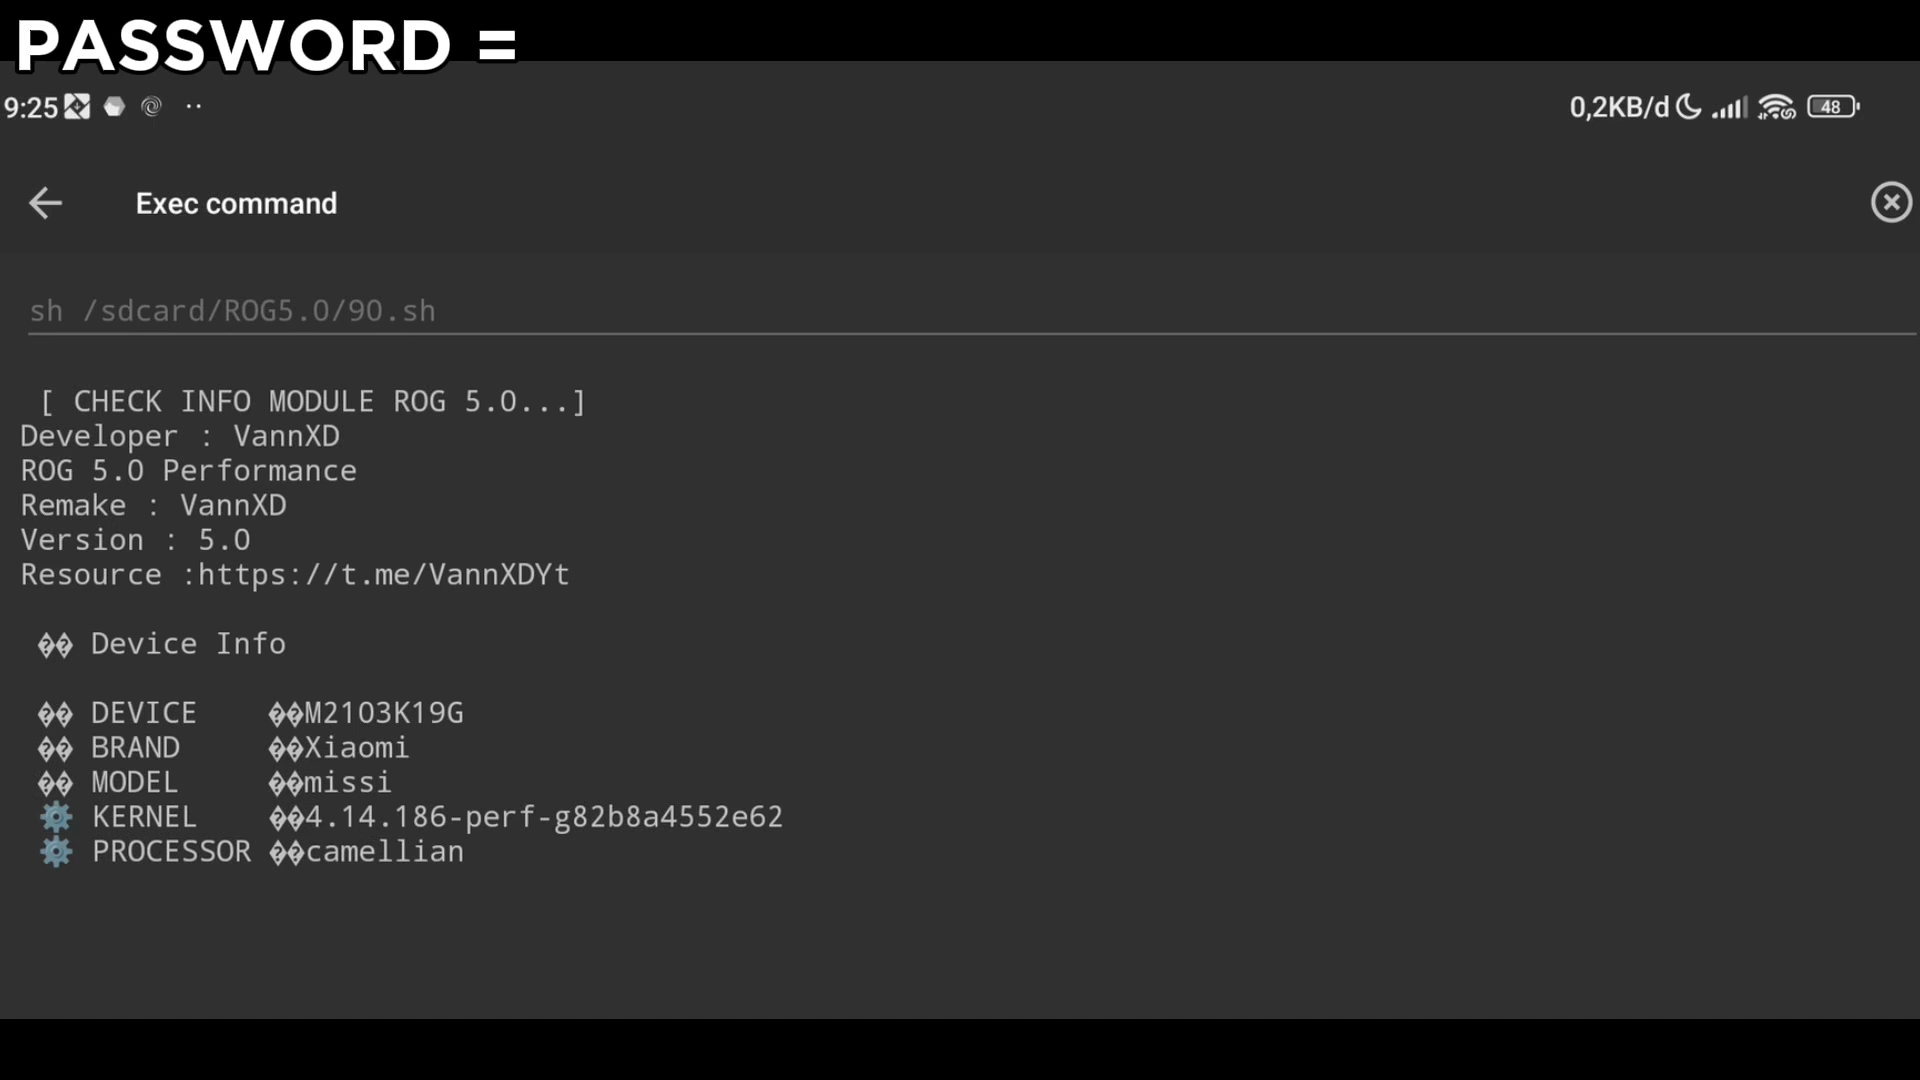 PASSWORD =
9:25
0,2KB/d
48
Exec command
sh /sdcard/ROG5.0/90.sh
[ CHECK INFO MODULE ROG 5.0...]
Developer : VannXD
ROG 5.0 Performance
Remake : VannXD
Version : 5.0
Resource :https://t.me/VannXDYt
�� Device Info
�� DEVICE ��M2103K19G
�� BRAND ��Xiaomi
�� MODEL ��missi
⚙️ KERNEL ��4.14.186-perf-g82b8a4552e62
⚙️ PROCESSOR ��camellian